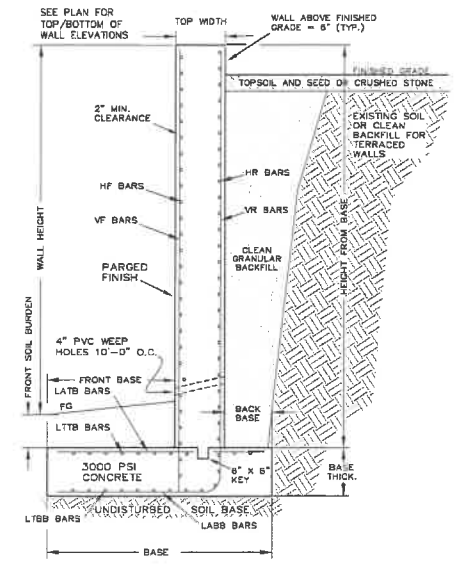 SEE PLAN FOR
TOP/BOTTOM OF
WALL ELEVATIONS
TOP WIDTH
WALL ABOVE FINISHED
GRADE = 6" (TYP.)
FINISHED GRADE
TOPSOIL AND SEED OR CRUSHED STONE
2" MIN.
CLEARANCE
EXISTING SOIL
OR CLEAN
BACKFILL FOR
TERRACED
WALLS
HR BARS
HF BARS
VR BARS
VF BARS
WALL HEIGHT
CLEAN
GRANULAR
BACKFILL
HEIGHT FROM BASE
PARGED
FINISH
FRONT SOIL BURDEN
4" PVC WEEP
HOLES 10'-0" O.C.
FRONT BASE
LATB BARS
FG
BACK
BASE
LTTB BARS
3000 PSI
CONCRETE
6" X 6"
KEY
BASE
THICK.
UNDISTURBED SOIL BASE
LTBB BARS
LABB BARS
BASE